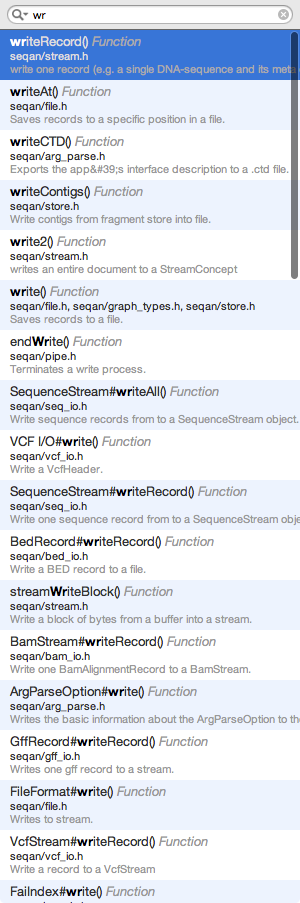 wr
writeRecord() Function
seqan/stream.h
write one record (e.g. a single DNA-sequence and its meta
writeAt() Function
seqan/file.h
Saves records to a specific position in a file.
writeCTD() Function
seqan/arg_parse.h
Exports the app&#39;s interface description to a .ctd file.
writeContigs() Function
seqan/store.h
Write contigs from fragment store into file.
write2() Function
seqan/stream.h
writes an entire document to a StreamConcept
write() Function
seqan/file.h, seqan/graph_types.h, seqan/store.h
Saves records to a file.
endWrite() Function
seqan/pipe.h
Terminates a write process.
SequenceStream#writeAll() Function
seqan/seq_io.h
Write sequence records from to a SequenceStream object.
VCF I/O#write() Function
seqan/vcf_io.h
Write a VcfHeader.
SequenceStream#writeRecord() Function
seqan/seq_io.h
Write one sequence record from to a SequenceStream obje
BedRecord#writeRecord() Function
seqan/bed_io.h
Write a BED record to a file.
streamWriteBlock() Function
seqan/stream.h
Write a block of bytes from a buffer into a stream.
BamStream#writeRecord() Function
seqan/bam_io.h
Write one BamAlignmentRecord to a BamStream.
ArgParseOption#write() Function
seqan/arg_parse.h
Writes the basic information about the ArgParseOption to the
GffRecord#writeRecord() Function
seqan/gff_io.h
Writes one gff record to a stream.
FileFormat#write() Function
seqan/file.h
Writes to stream.
VcfStream#writeRecord() Function
seqan/vcf_io.h
Write a record to a VcfStream
FaiIndex#write() Function